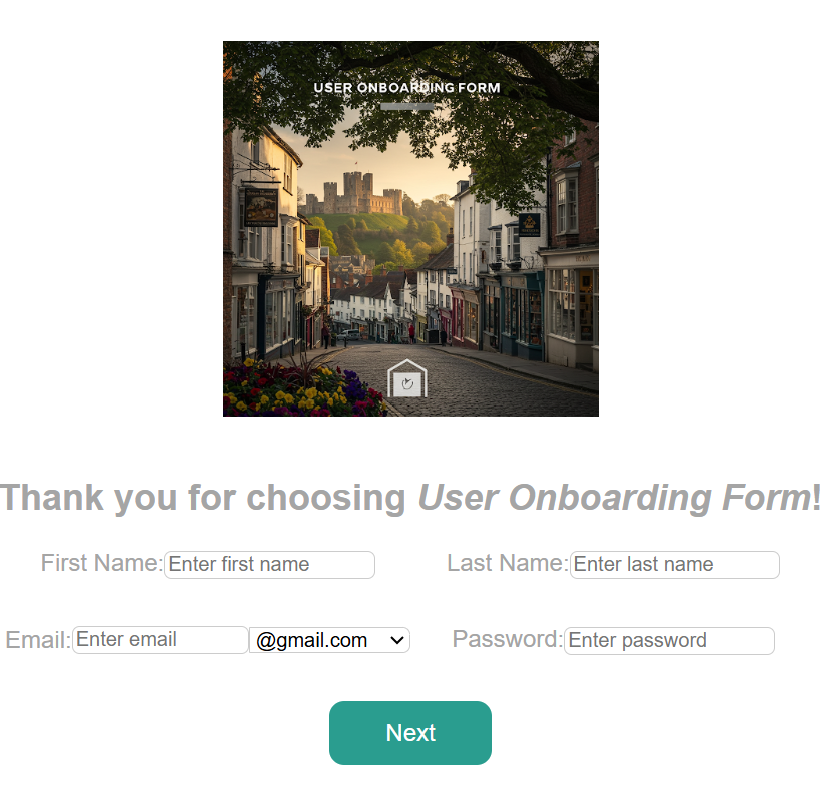 USER ONBOARDING FORM
Thank you for choosing User Onboarding Form!
First Name: Enter first name Last Name: Enter last name
Email: Enter email @gmail.com Password: Enter password
Next